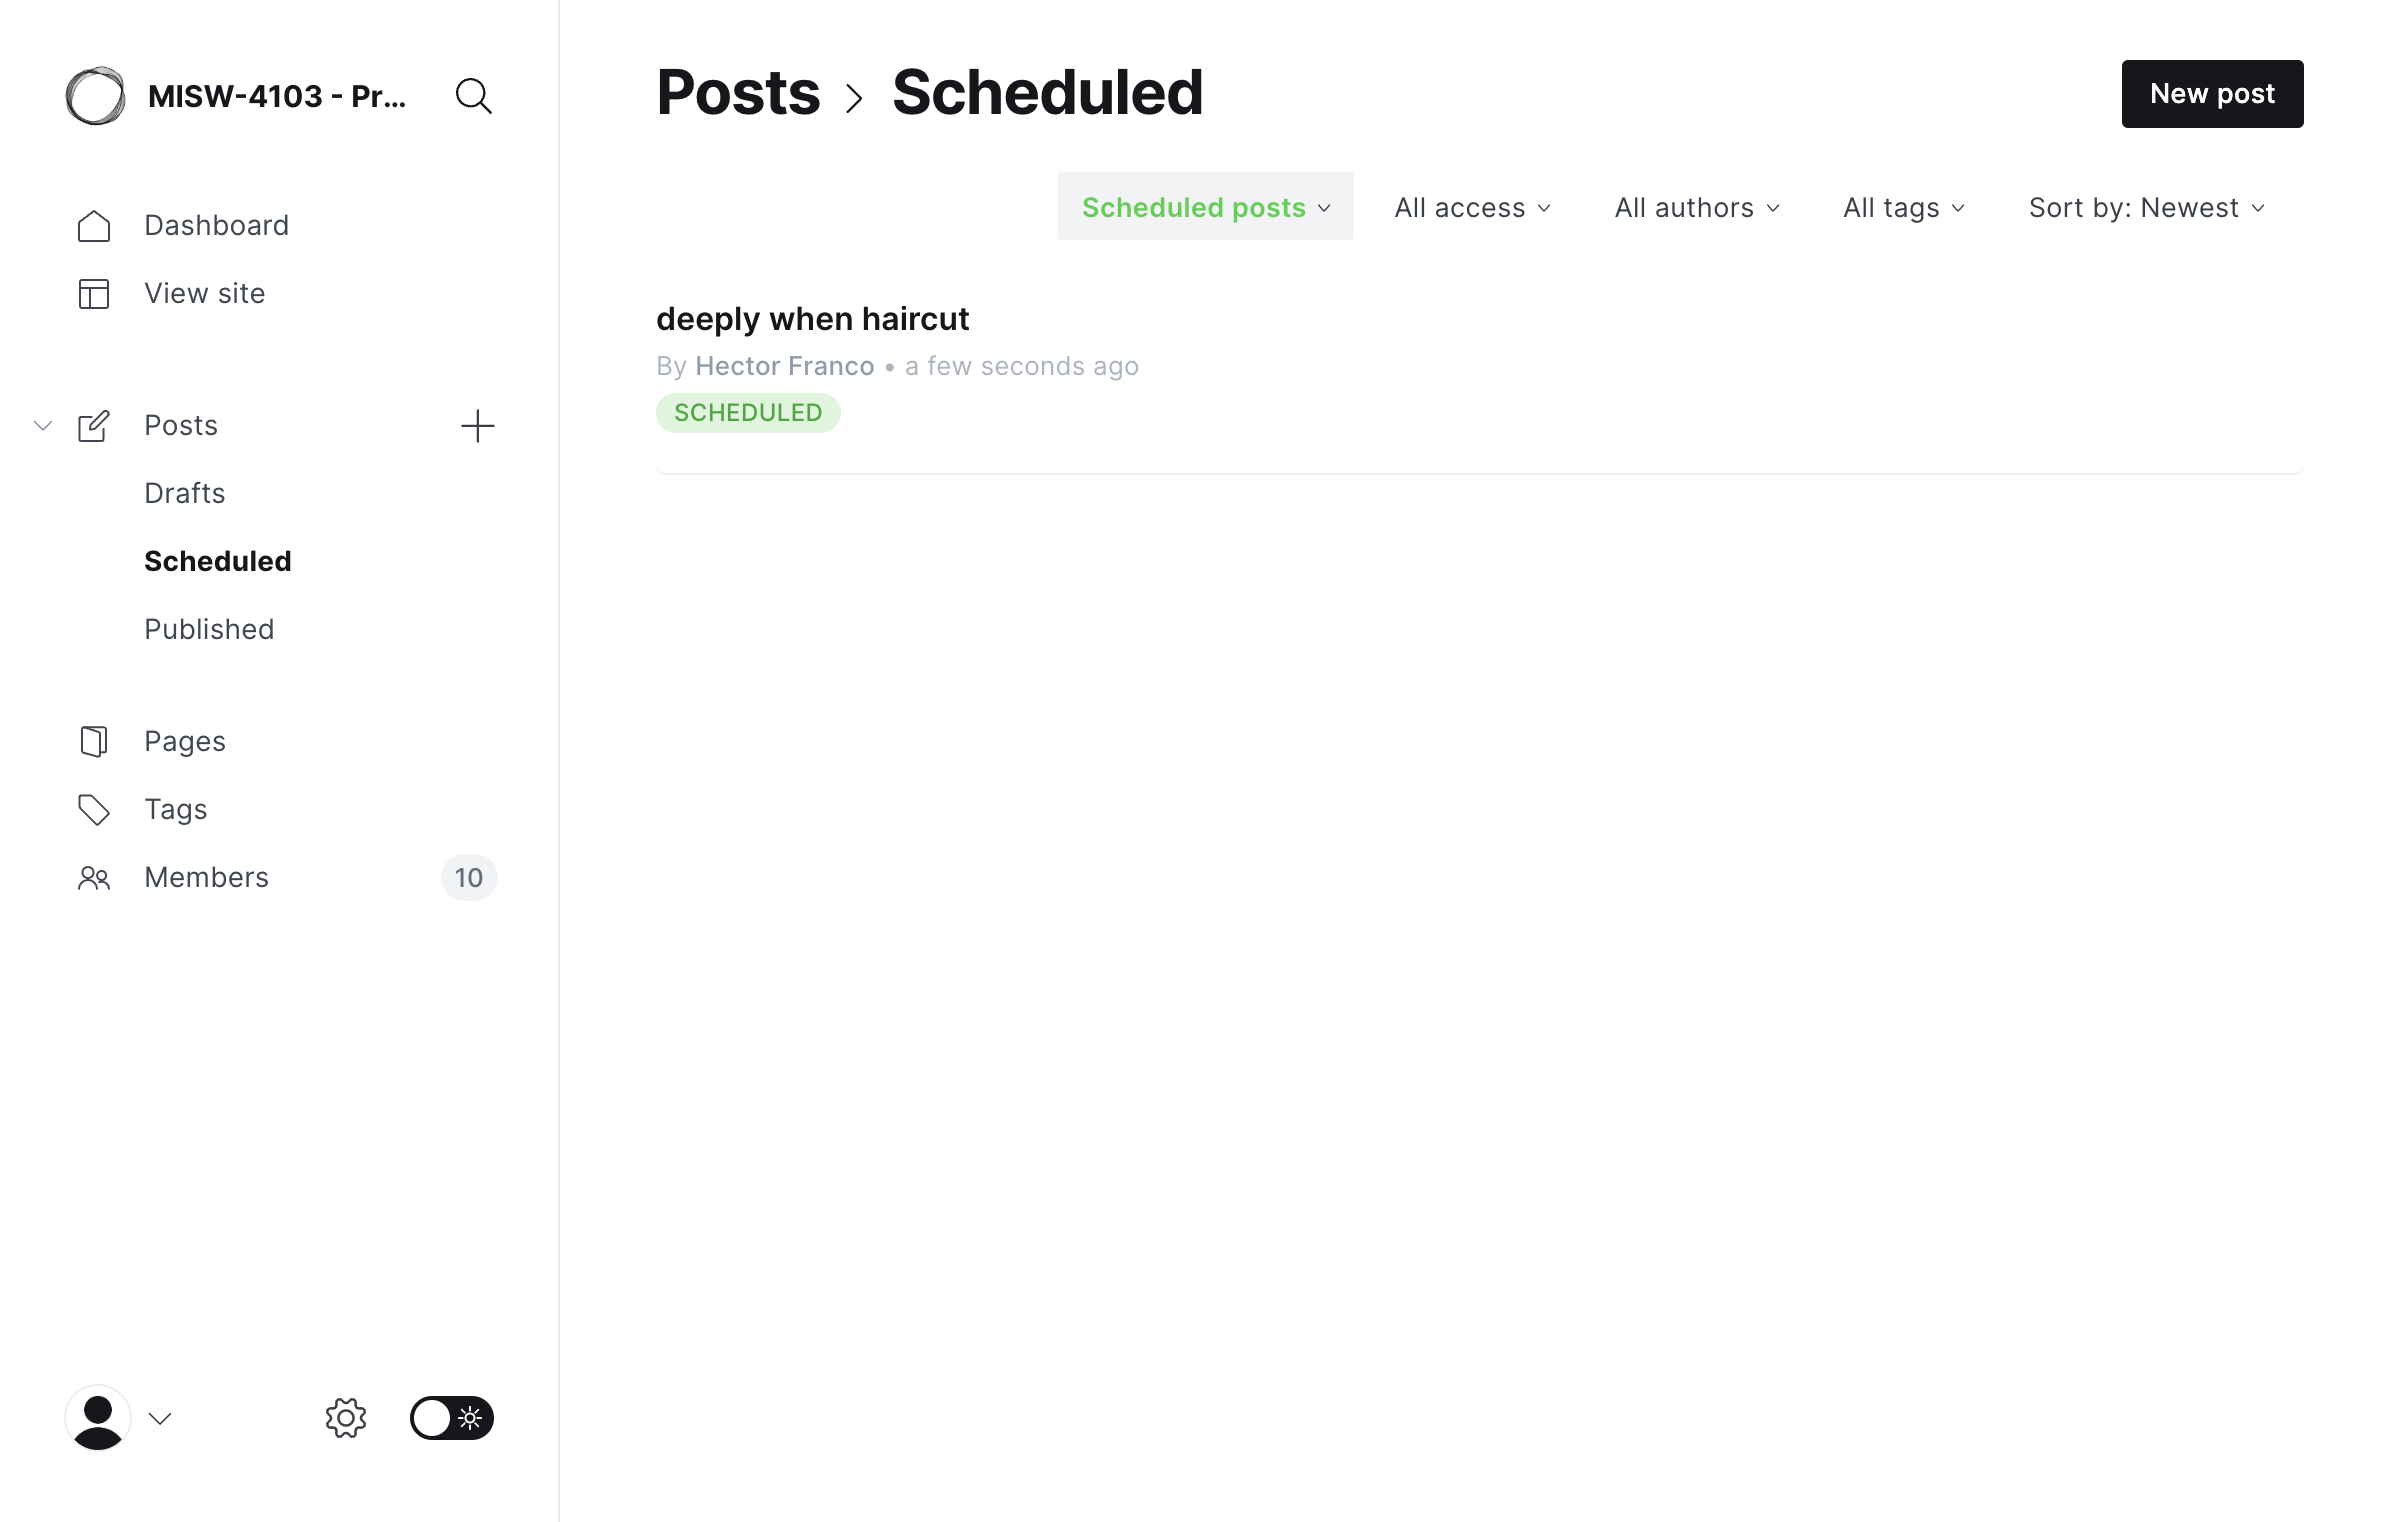 MISW-4103 - Pr...
Dashboard
View site
Posts
Drafts
Scheduled
Published
Pages
Tags
Members 10
Posts > Scheduled
New post
Scheduled posts All access All authors All tags Sort by: Newest
deeply when haircut
By Hector Franco • a few seconds ago
SCHEDULED